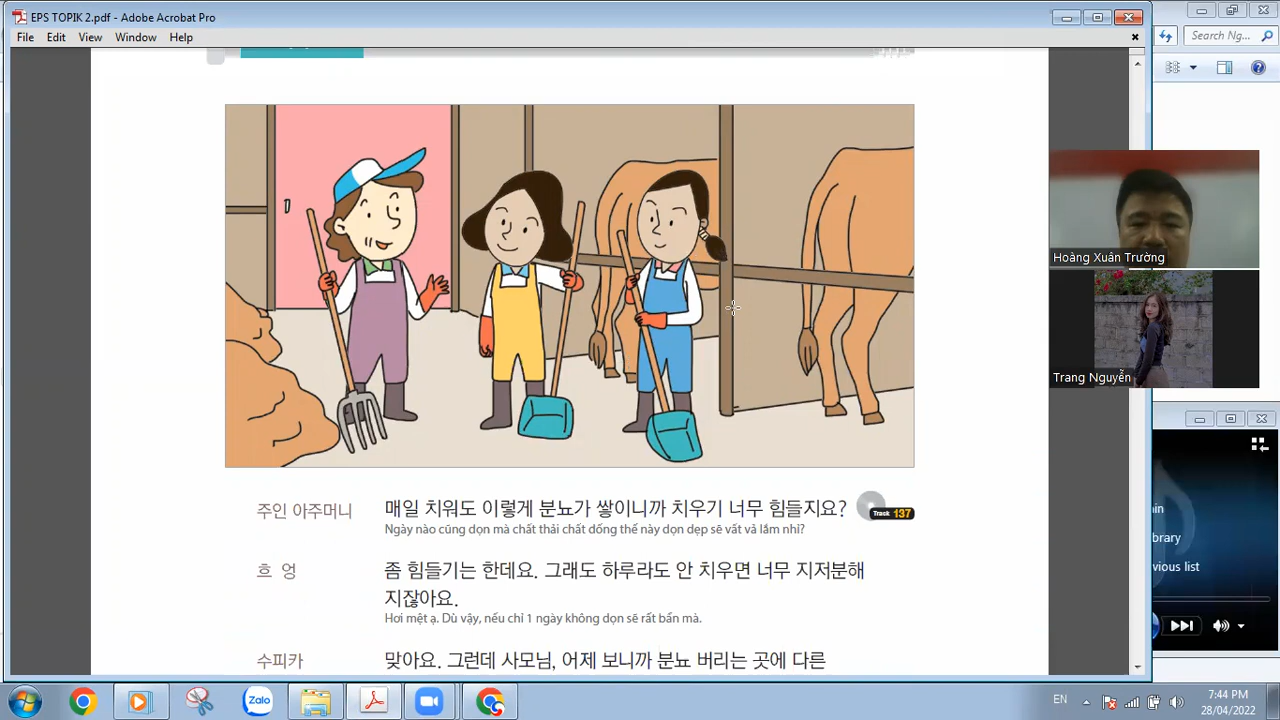 EPS TOPIK 2.pdf - Adobe Acrobat Pro
File Edit View Window Help
Search Ng...
Hoàng Xuân Trường
Trang Nguyễn
주인 아주머니 매일 치워도 이렇게 분뇨가 쌓이니까 치우기 너무 힘들지요? Track 137
Ngày nào cũng dọn mà chất thải chất đống thế này dọn dẹp sẽ vất vả lắm nhỉ?
흐 엉 좀 힘들기는 한데요. 그래도 하루라도 안 치우면 너무 지저분해
지잖아요.
Hơi mệt ạ. Dù vậy, nếu chỉ 1 ngày không dọn sẽ rất bẩn mà.
수피카 맞아요. 그런데 사모님, 어제 보니까 분뇨 버리는 곳에 다른
ibrary
vious list
Zalo
EN
7:44 PM
28/04/2022